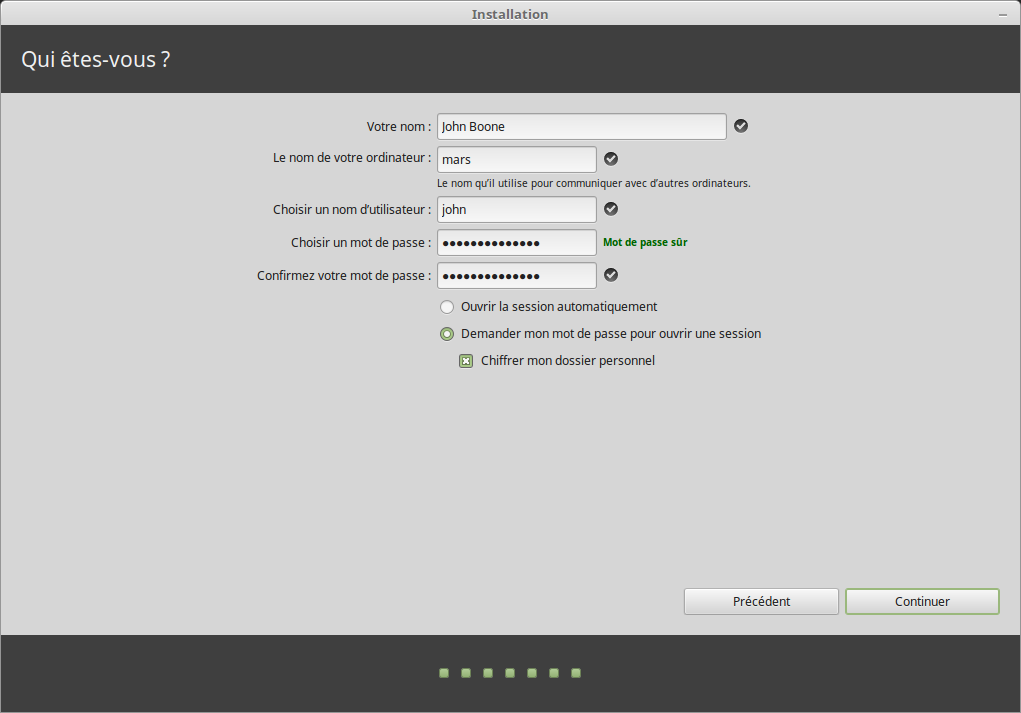 Installation
Qui êtes-vous ?
Votre nom : John Boone
Le nom de votre ordinateur : mars
Le nom qu’il utilise pour communiquer avec d’autres ordinateurs.
Choisir un nom d’utilisateur : john
Choisir un mot de passe : ●●●●●●●●●●●●●● Mot de passe sûr
Confirmez votre mot de passe : ●●●●●●●●●●●●●●
Ouvrir la session automatiquement
Demander mon mot de passe pour ouvrir une session
Chiffrer mon dossier personnel
Précédent Continuer